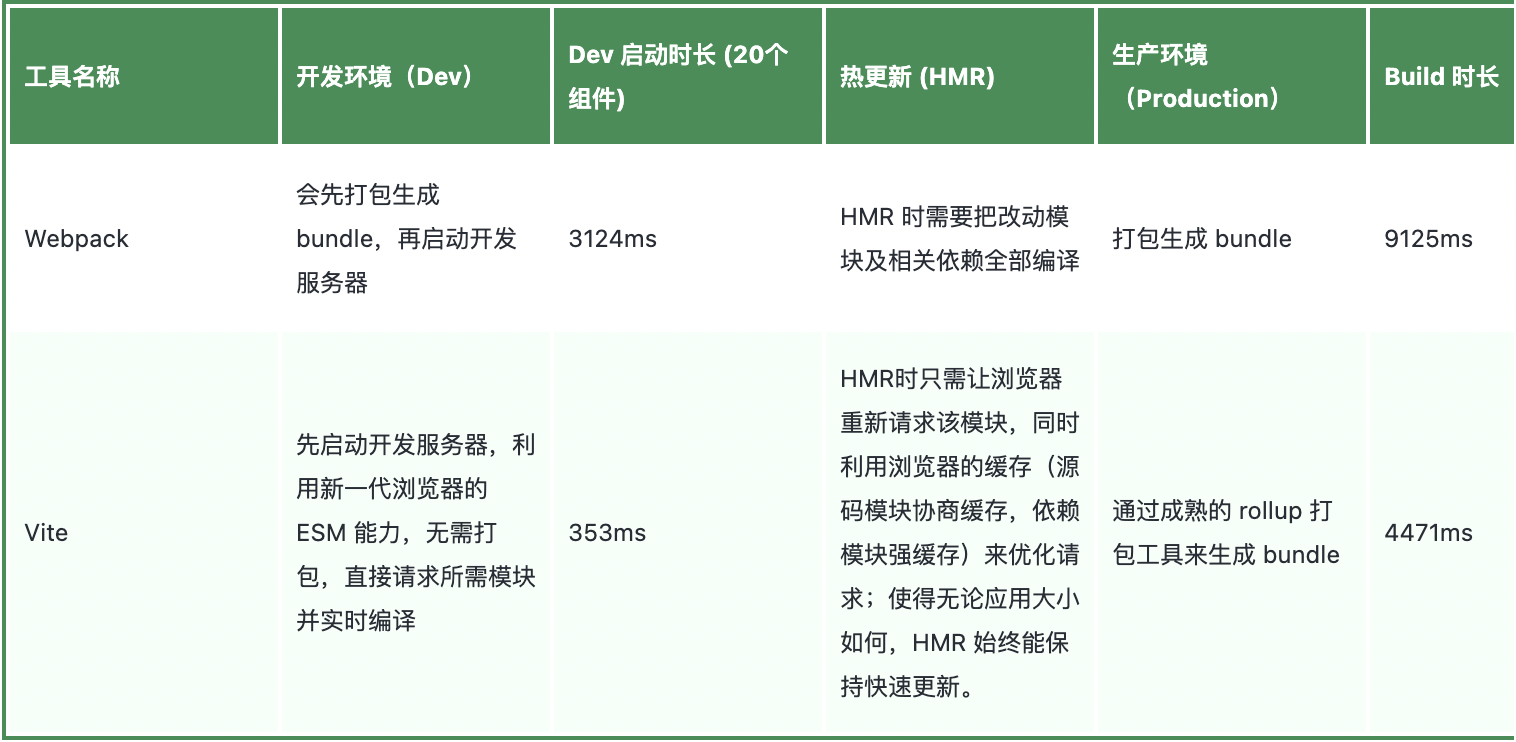 工具名称
开发环境（Dev）
Dev 启动时长 (20个
组件)
热更新 (HMR)
生产环境
（Production）
Build 时长
Webpack
会先打包生成
bundle，再启动开发
服务器
3124ms
HMR 时需要把改动模
块及相关依赖全部编译
打包生成 bundle
9125ms
Vite
先启动开发服务器，利
用新一代浏览器的
ESM 能力，无需打
包，直接请求所需模块
并实时编译
353ms
HMR时只需让浏览器
重新请求该模块，同时
利用浏览器的缓存（源
码模块协商缓存，依赖
模块强缓存）来优化请
求；使得无论应用大小
如何，HMR 始终能保
持快速更新。
通过成熟的 rollup 打
包工具来生成 bundle
4471ms